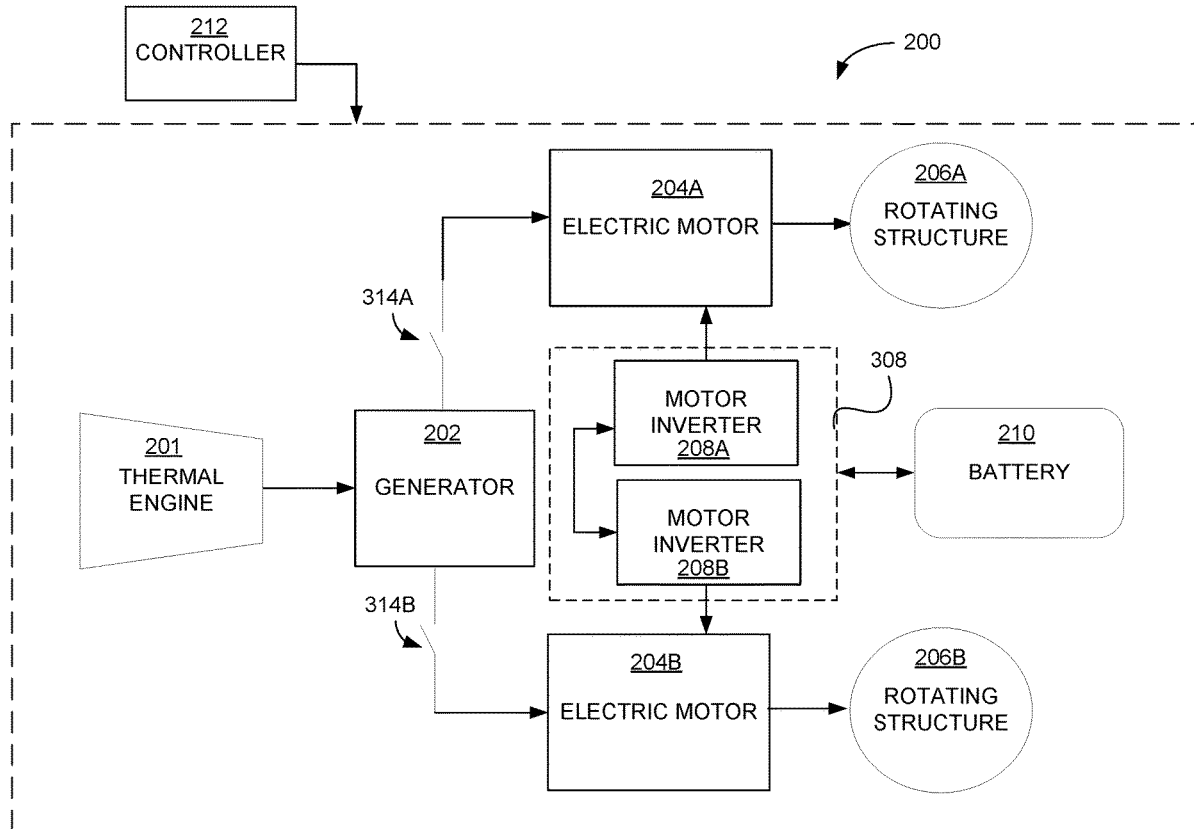 212
CONTROLLER
200
204A
ELECTRIC MOTOR
206A
ROTATING
STRUCTURE
314A
308
MOTOR
INVERTER
208A
201
THERMAL
ENGINE
202
GENERATOR
210
BATTERY
MOTOR
INVERTER
208B
314B
204B
ELECTRIC MOTOR
206B
ROTATING
STRUCTURE